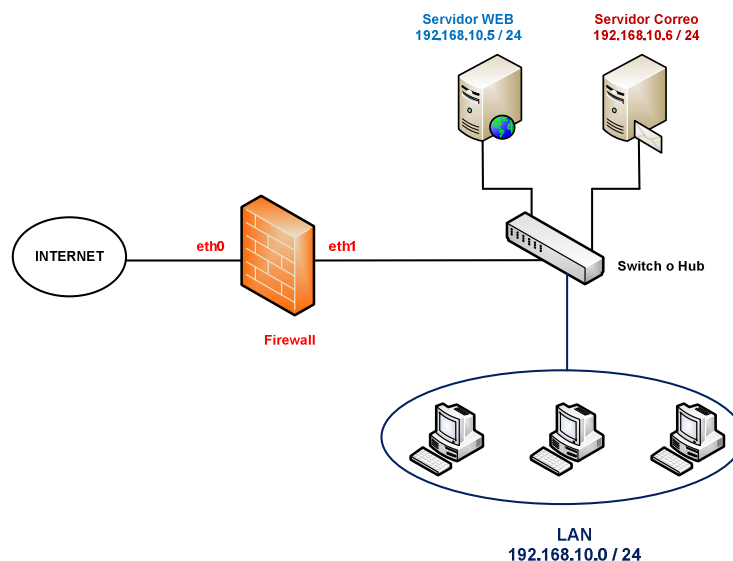 Servidor WEB
192.168.10.5 / 24
Servidor Correo
192.168.10.6 / 24
INTERNET
eth0
eth1
Firewall
Switch o Hub
LAN
192.168.10.0 / 24